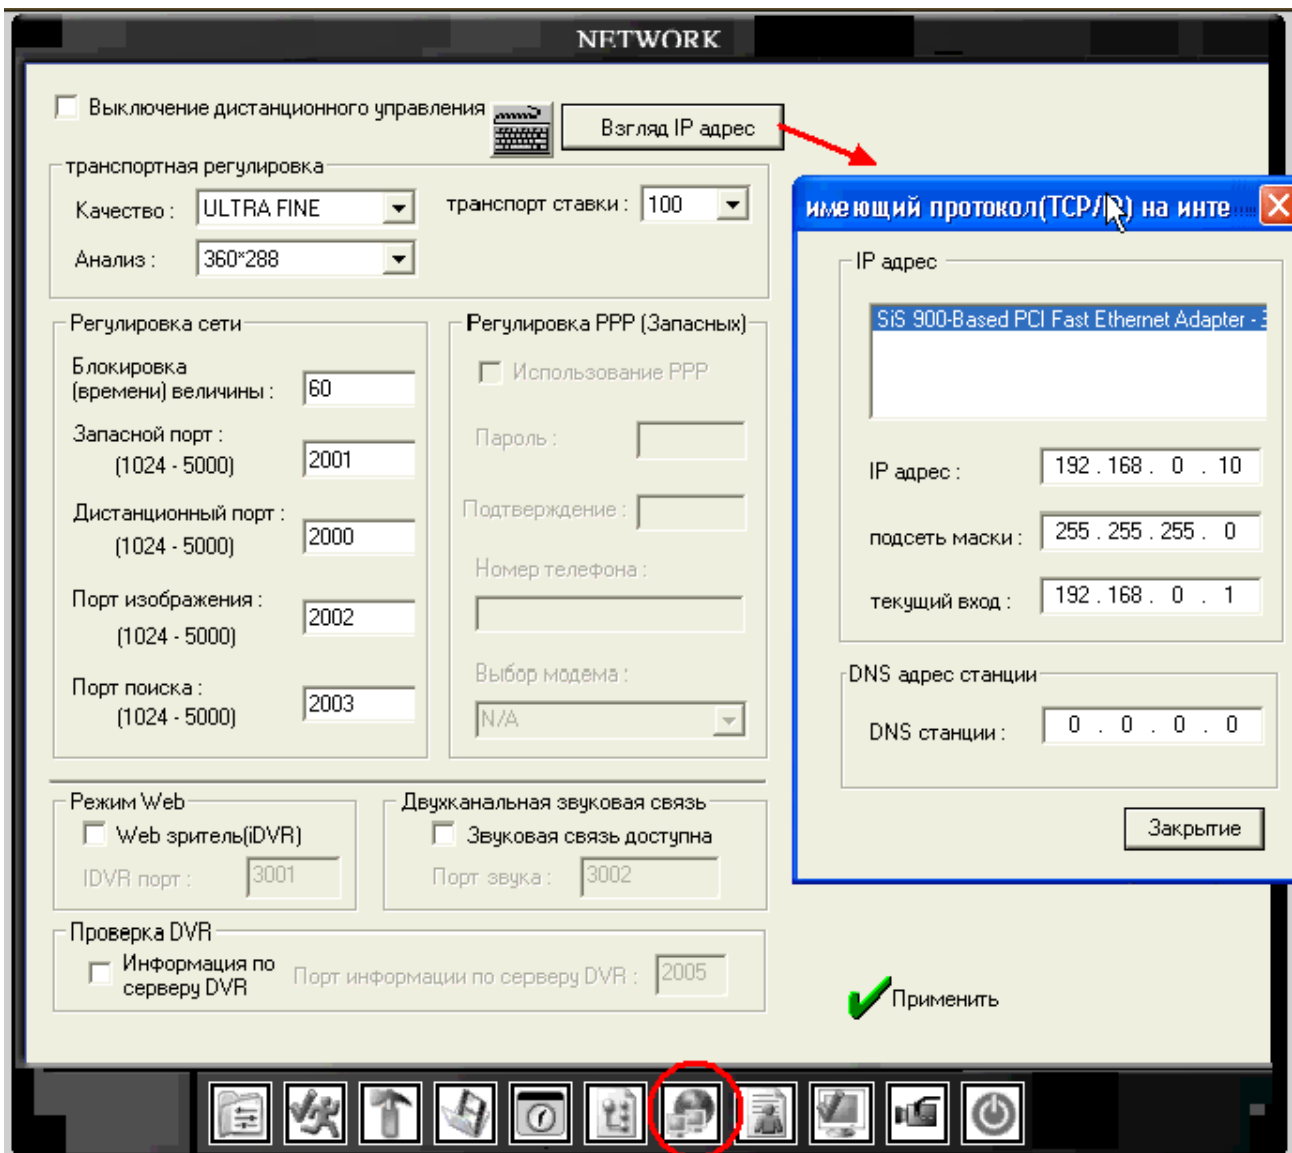 NETWORK
Выключение дистанционного управления
Взгляд IP адрес
транспортная регулировка
Качество : ULTRA FINE
транспорт ставки : 100
Анализ : 360*288
Регулировка сети
Блокировка
(времени) величины : 60
Запасной порт :
(1024 - 5000) 2001
Дистанционный порт :
(1024 - 5000) 2000
Порт изображения :
(1024 - 5000) 2002
Порт поиска :
(1024 - 5000) 2003
Регулировка PPP (Запасных)
Использование PPP
Пароль :
Подтверждение :
Номер телефона :
Выбор модема :
N/A
Режим Web
Web зритель(iDVR)
IDVR порт : 3001
Двухканальная звуковая связь
Звуковая связь доступна
Порт звука : 3002
Проверка DVR
Информация по
серверу DVR
Порт информации по серверу DVR : 2005
имеющий протокол(TCP/IP) на инте
IP адрес
SiS 900-Based PCI Fast Ethernet Adapter -
IP адрес : 192 . 168 . 0 . 10
подсеть маски : 255 . 255 . 255 . 0
текущий вход : 192 . 168 . 0 . 1
DNS адрес станции
DNS станции : 0 . 0 . 0 . 0
Закрытие
Применить